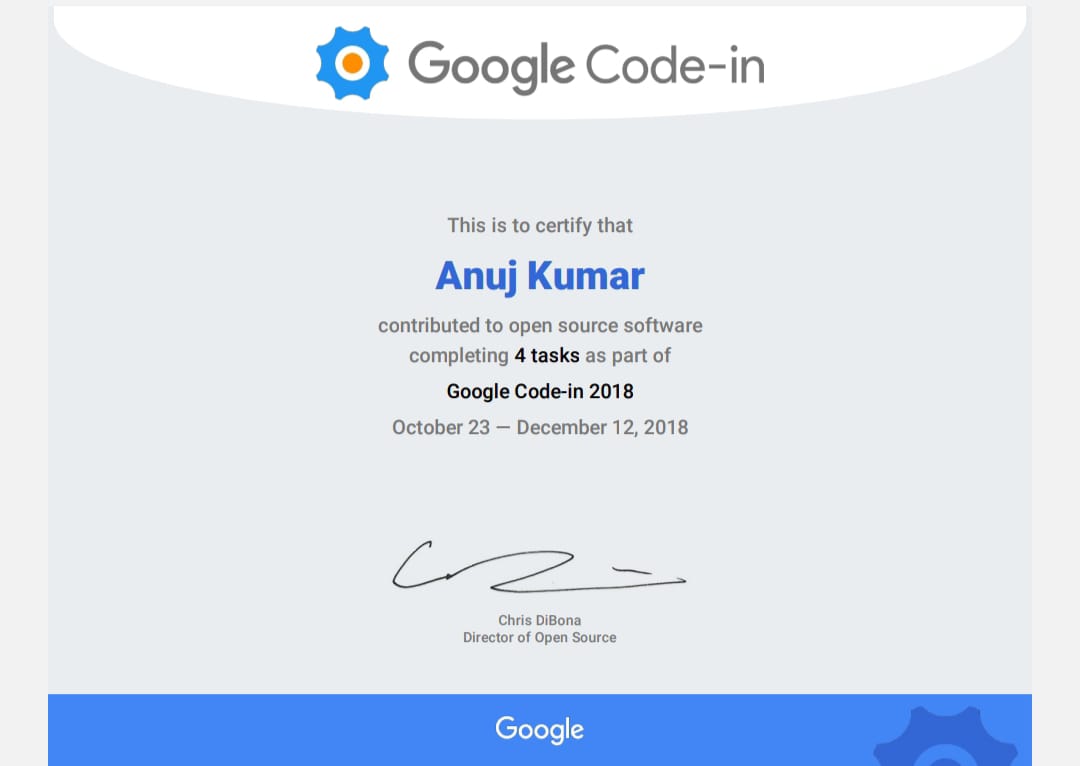 Google Code-in
This is to certify that
Anuj Kumar
contributed to open source software
completing 4 tasks as part of
Google Code-in 2018
October 23 — December 12, 2018
Chris DiBona
Director of Open Source
Google